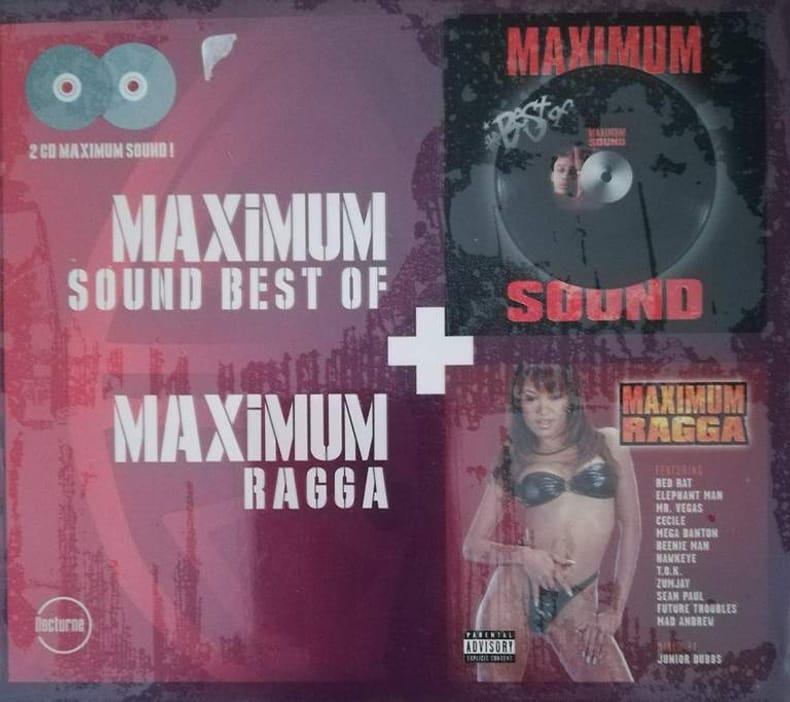 2 CD MAXIMUM SOUND !
MAXiMUM
SOUND BEST OF
+
MAXiMUM
RAGGA
Nocturne
MAXIMUM
Best of
MAXIMUM
SOUND
SOUND
MAXIMUM
RAGGA
FEATURING
RED RAT
ELEPHANT MAN
MR. VEGAS
CECILE
MEGA BANTON
BEENIE MAN
HAWKEYE
T.O.K.
ZUMJAY
SEAN PAUL
FUTURE TROUBLES
MAD ANDREW
JUNIOR DUBBS
PARENTAL
ADVISORY
EXPLICIT CONTENT